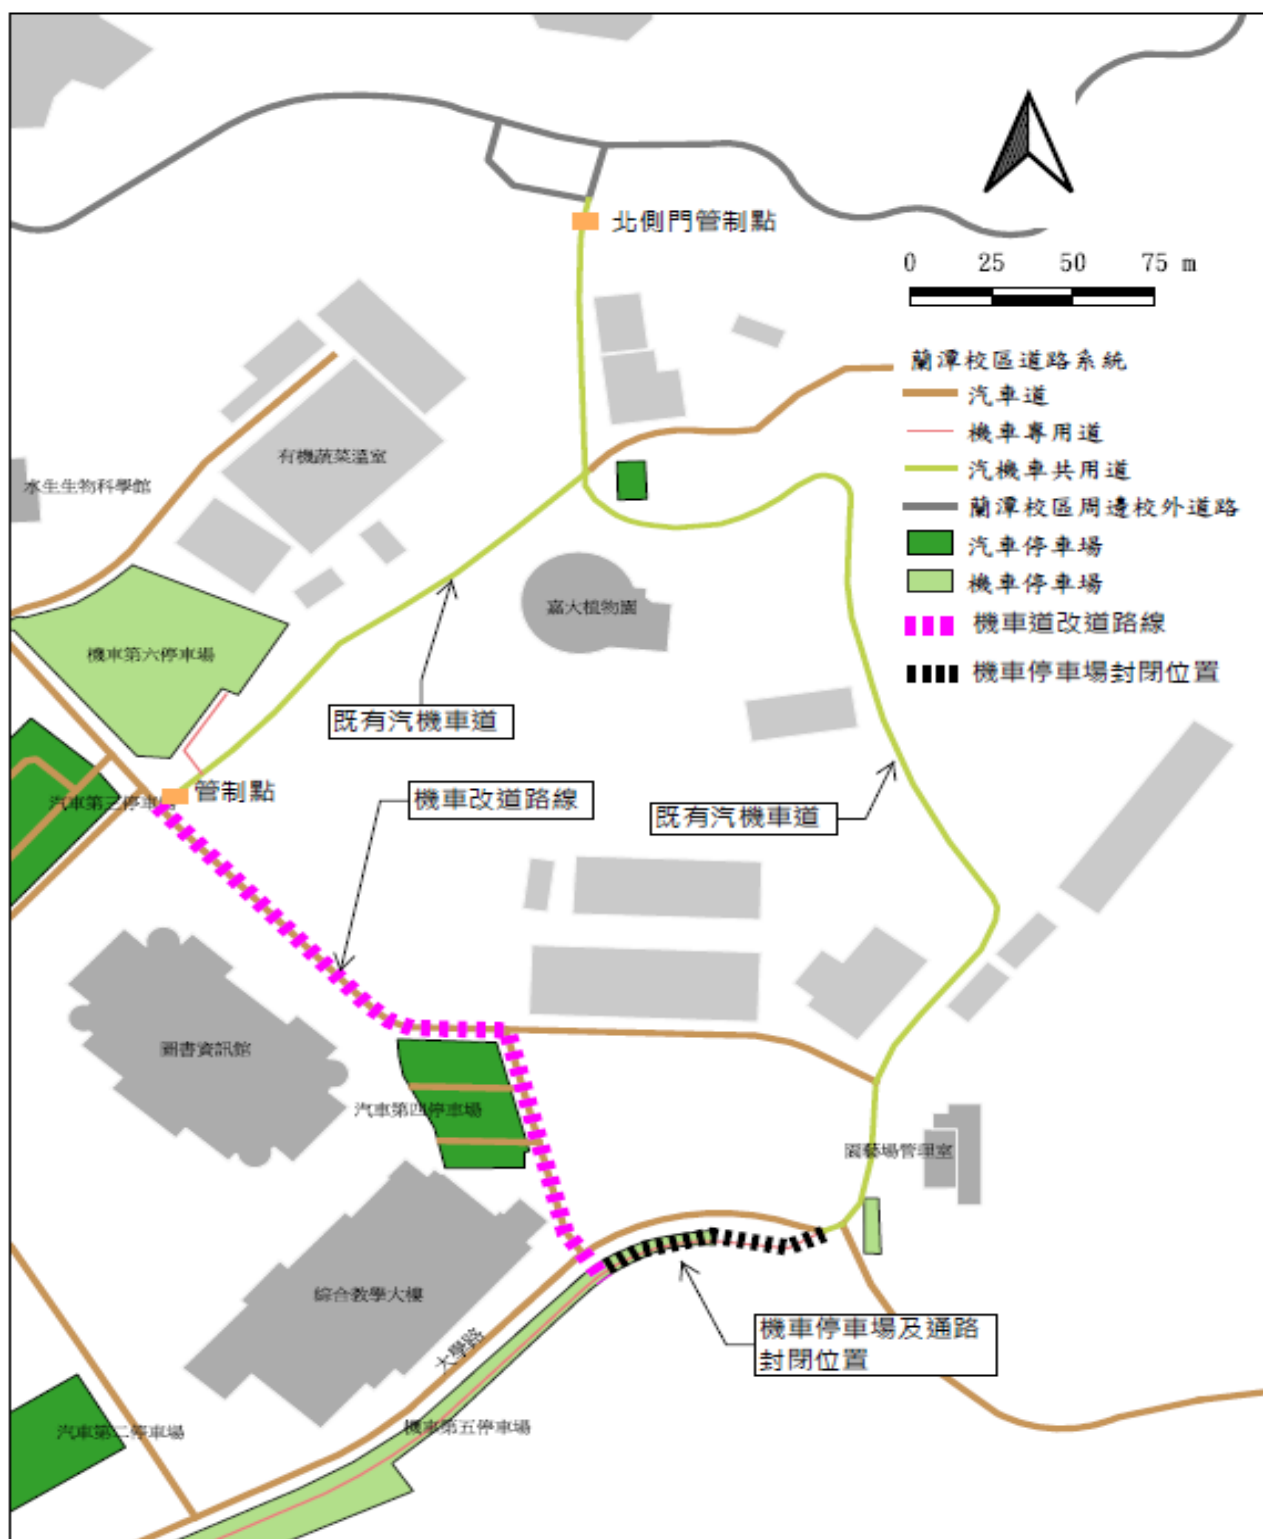 北側門管制點
0 25 50 75 m
蘭潭校區道路系統
汽車道
機車專用道
汽機車共用道
蘭潭校區周邊校外道路
汽車停車場
機車停車場
機車道改道路線
機車停車場封閉位置
有機蔬菜溫室
水生生物科學館
嘉大植物園
機車第六停車場
既有汽機車道
管制點
汽車第三停車場
機車改道路線
既有汽機車道
圖書資訊館
汽車第四停車場
園藝場管理室
綜合教學大樓
大學路
機車停車場及通路
封閉位置
機車第五停車場
汽車第二停車場